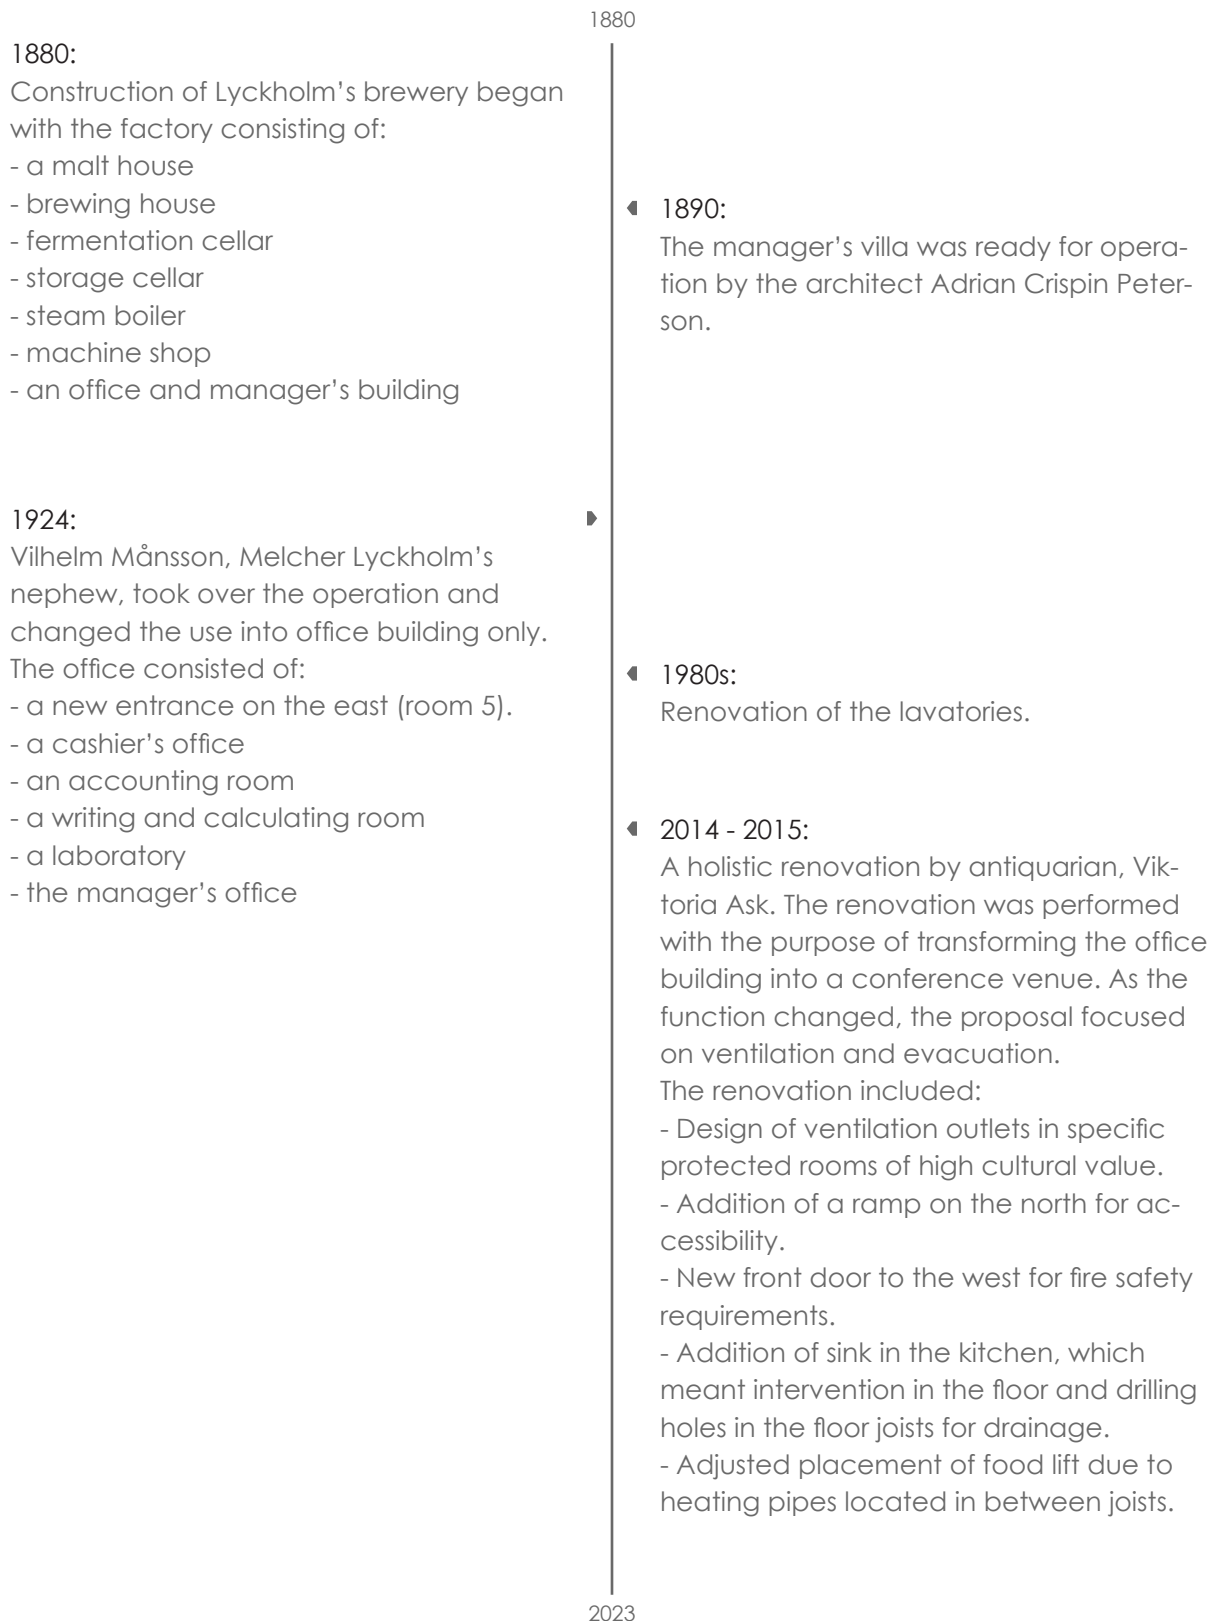 1880
1880:
Construction of Lyckholm’s brewery began
with the factory consisting of:
- a malt house
- brewing house
- fermentation cellar
- storage cellar
- steam boiler
- machine shop
- an office and manager’s building
1890:
The manager’s villa was ready for opera-
tion by the architect Adrian Crispin Peter-
son.
1924:
Vilhelm Månsson, Melcher Lyckholm’s
nephew, took over the operation and
changed the use into office building only.
The office consisted of:
- a new entrance on the east (room 5).
- a cashier’s office
- an accounting room
- a writing and calculating room
- a laboratory
- the manager’s office
1980s:
Renovation of the lavatories.
2014 - 2015:
A holistic renovation by antiquarian, Vik-
toria Ask. The renovation was performed
with the purpose of transforming the office
building into a conference venue. As the
function changed, the proposal focused
on ventilation and evacuation.
The renovation included:
- Design of ventilation outlets in specific
protected rooms of high cultural value.
- Addition of a ramp on the north for ac-
cessibility.
- New front door to the west for fire safety
requirements.
- Addition of sink in the kitchen, which
meant intervention in the floor and drilling
holes in the floor joists for drainage.
- Adjusted placement of food lift due to
heating pipes located in between joists.
2023